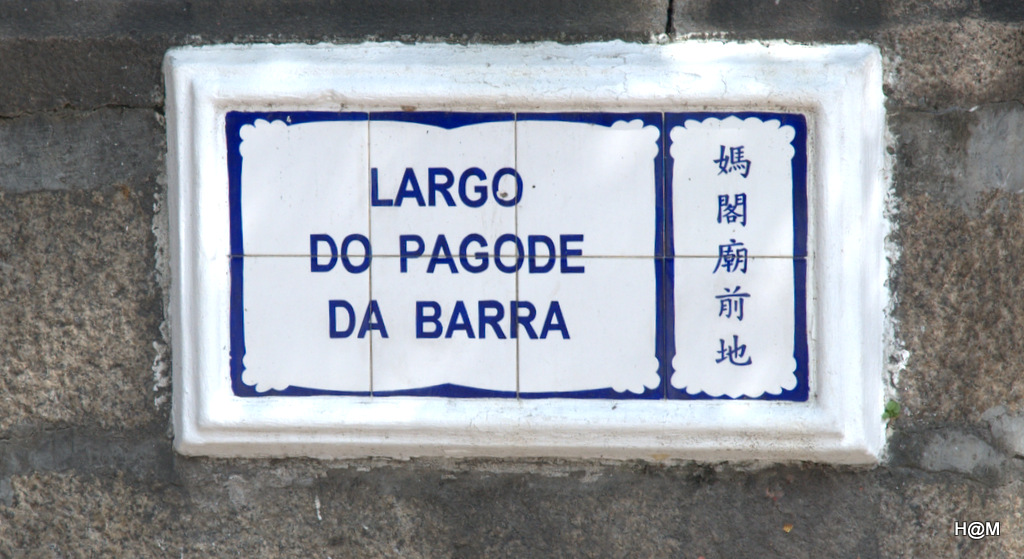 LARGO
DO PAGODE
DA BARRA
媽閣廟前地
H@M